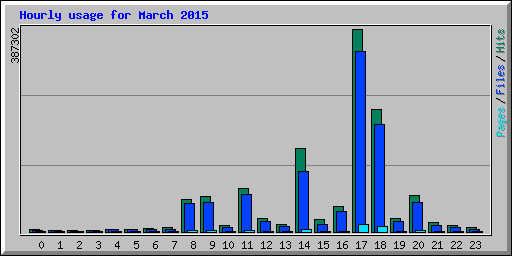 Hourly usage for March 2015
387302
Pages / Files / Hits
0 1 2 3 4 5 6 7 8 9 10 11 12 13 14 15 16 17 18 19 20 21 22 23